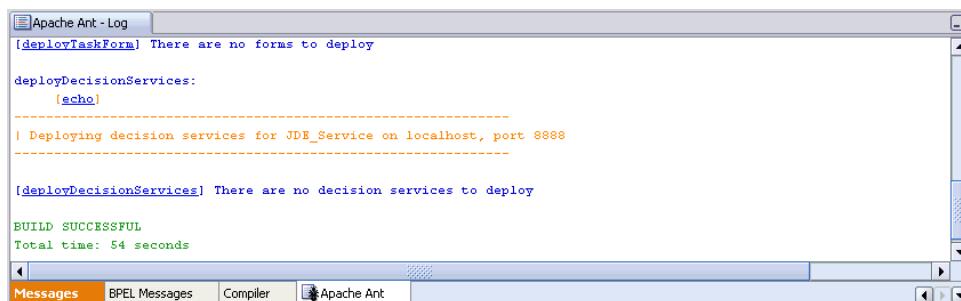 Apache Ant - Log
[deployTaskForm] There are no forms to deploy
deployDecisionServices:
[echo]
---------------------------------------------------------------
| Deploying decision services for JDE_Service on localhost, port 8888
---------------------------------------------------------------
[deployDecisionServices] There are no decision services to deploy
BUILD SUCCESSFUL
Total time: 54 seconds
Messages BPEL Messages Compiler Apache Ant